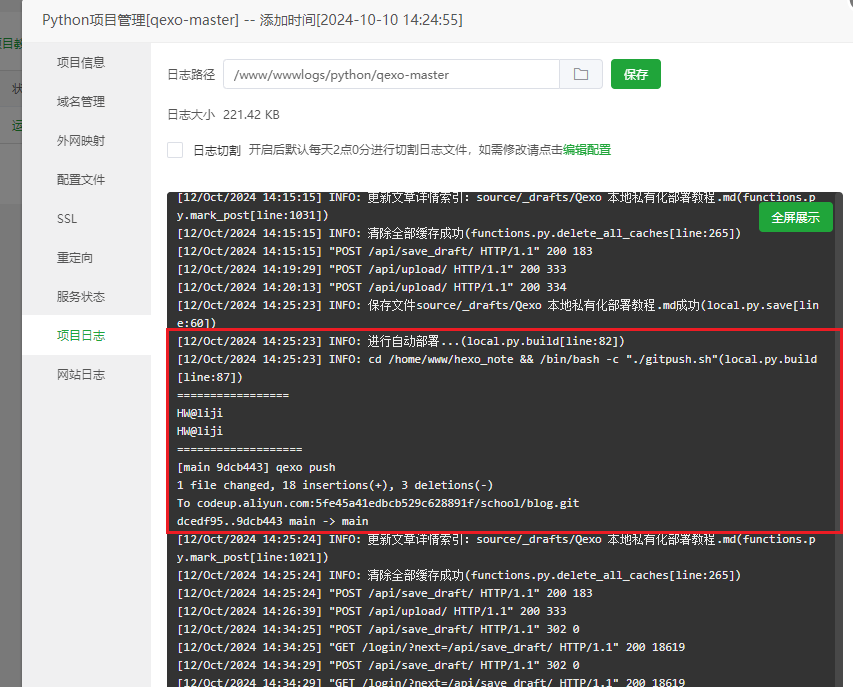 Python项目管理[qexo-master] -- 添加时间[2024-10-10 14:24:55]
项目信息
域名管理
外网映射
配置文件
SSL
重定向
服务状态
项目日志
网站日志
日志路径 /www/wwwlogs/python/qexo-master 保存
日志大小 221.42 KB
日志切割 开启后默认每天2点0分进行切割日志文件，如需修改请点击编辑配置
全屏展示
[12/Oct/2024 14:15:15] INFO: 更新文章详情索引: source/_drafts/Qexo 本地私有化部署教程.md(functions.p
y.mark_post[line:1031])
[12/Oct/2024 14:15:15] INFO: 清除全部缓存成功(functions.py.delete_all_caches[line:265])
[12/Oct/2024 14:15:15] "POST /api/save_draft/ HTTP/1.1" 200 183
[12/Oct/2024 14:19:29] "POST /api/upload/ HTTP/1.1" 200 333
[12/Oct/2024 14:20:13] "POST /api/upload/ HTTP/1.1" 200 334
[12/Oct/2024 14:25:23] INFO: 保存文件source/_drafts/Qexo 本地私有化部署教程.md成功(local.py.save[lin
e:60])
[12/Oct/2024 14:25:23] INFO: 进行自动部署...(local.py.build[line:82])
[12/Oct/2024 14:25:23] INFO: cd /home/www/hexo_note && /bin/bash -c "./gitpush.sh"(local.py.build
[line:87])
=================
HW@liji
HW@liji
===================
[main 9dcb443] qexo push
1 file changed, 18 insertions(+), 3 deletions(-)
To codeup.aliyun.com:5fe45a41edbcb529c628891f/school/blog.git
dcedf95..9dcb443 main -> main
[12/Oct/2024 14:25:24] INFO: 更新文章详情索引: source/_drafts/Qexo 本地私有化部署教程.md(functions.p
y.mark_post[line:1021])
[12/Oct/2024 14:25:24] INFO: 清除全部缓存成功(functions.py.delete_all_caches[line:265])
[12/Oct/2024 14:25:24] "POST /api/save_draft/ HTTP/1.1" 200 183
[12/Oct/2024 14:26:39] "POST /api/upload/ HTTP/1.1" 200 333
[12/Oct/2024 14:34:25] "POST /api/save_draft/ HTTP/1.1" 302 0
[12/Oct/2024 14:34:25] "GET /login/?next=/api/save_draft/ HTTP/1.1" 200 18619
[12/Oct/2024 14:34:29] "POST /api/save_draft/ HTTP/1.1" 302 0
[12/Oct/2024 14:34:29] "GET /login/?next=/api/save_draft/ HTTP/1.1" 200 18619